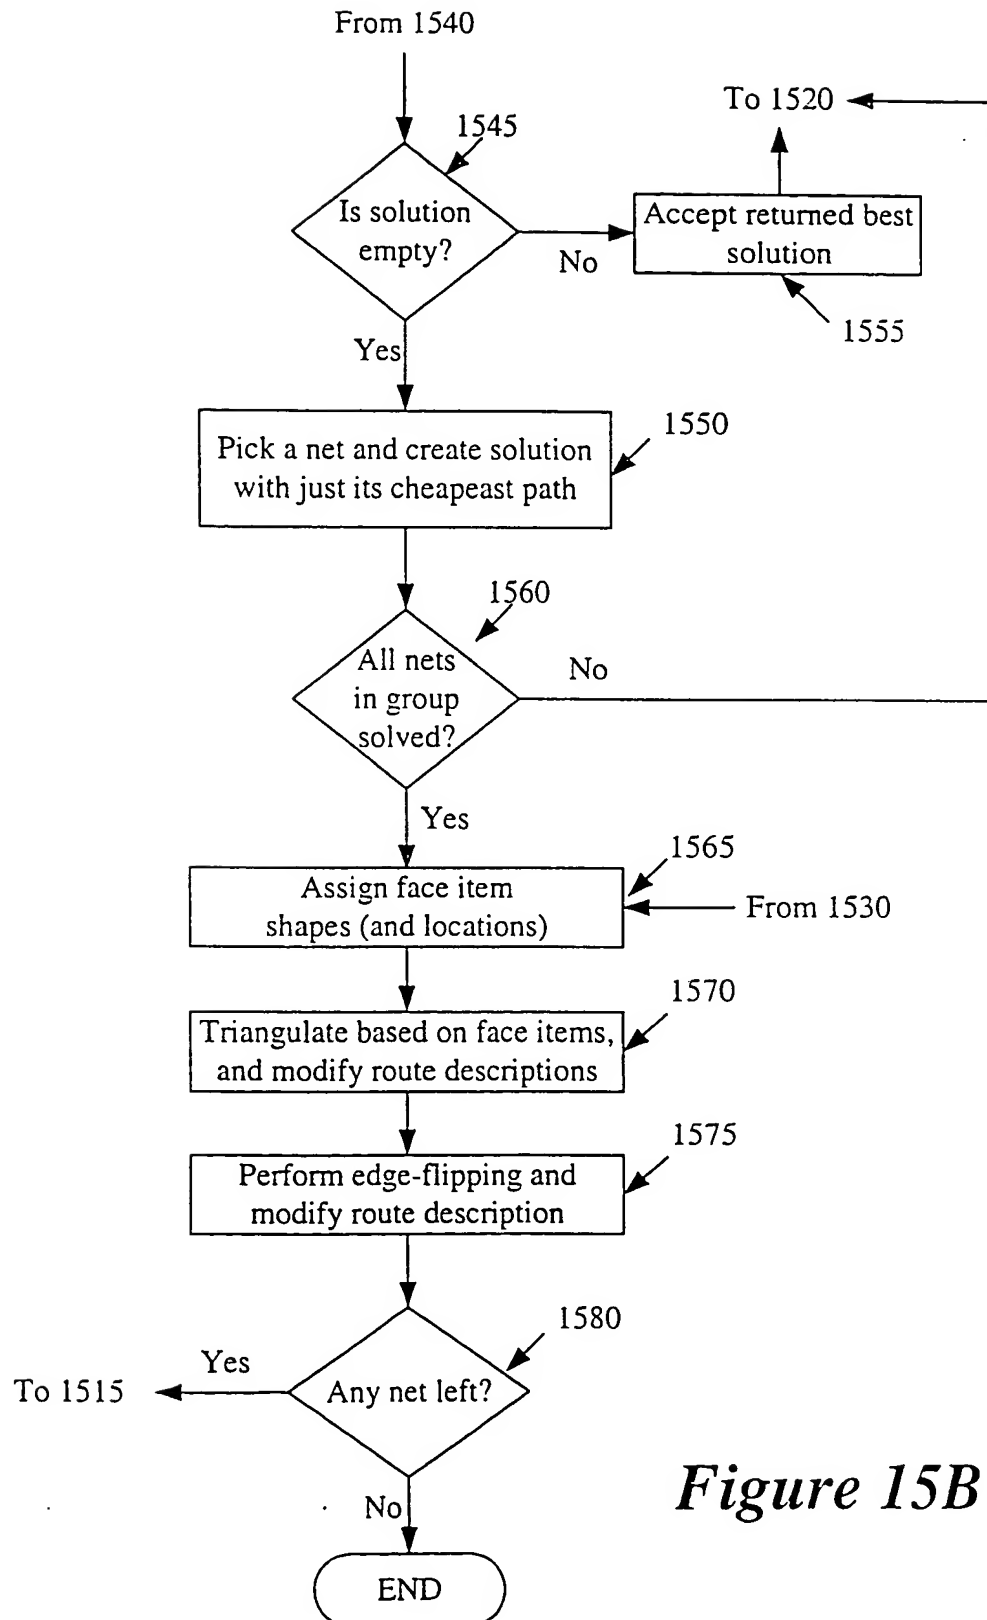 From 1540
To 1520
1545
Is solution
empty?
No
Accept returned best
solution
1555
Yes
1550
Pick a net and create solution
with just its cheapeast path
1560
All nets
in group
solved?
No
Yes
1565
Assign face item
shapes (and locations)
From 1530
1570
Triangulate based on face items,
and modify route descriptions
1575
Perform edge-flipping and
modify route description
1580
Yes
To 1515
Any net left?
Figure 15B
No
END